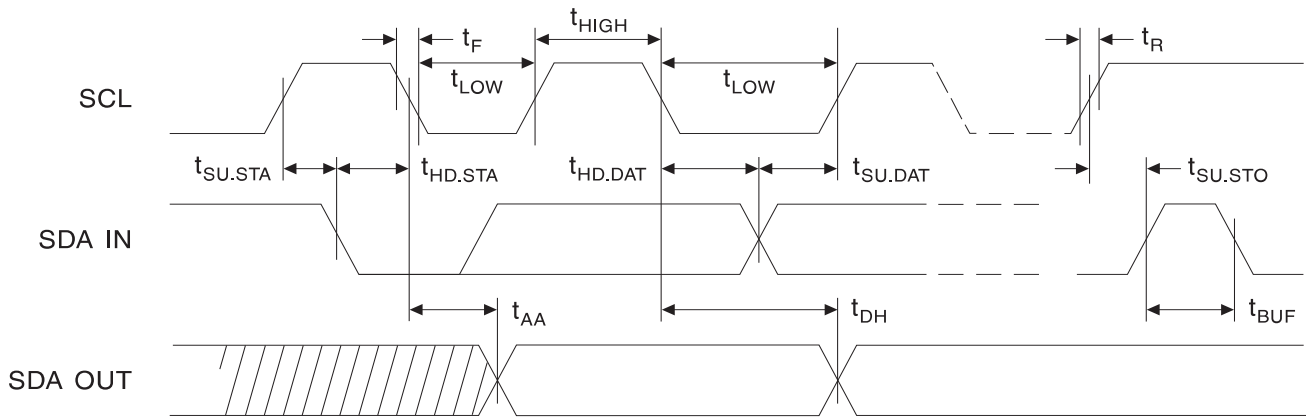 t_HIGH
t_F
t_R
t_LOW
t_LOW
SCL
t_SU.STA
t_HD.STA
t_HD.DAT
t_SU.DAT
t_SU.STO
SDA IN
t_AA
t_DH
t_BUF
SDA OUT